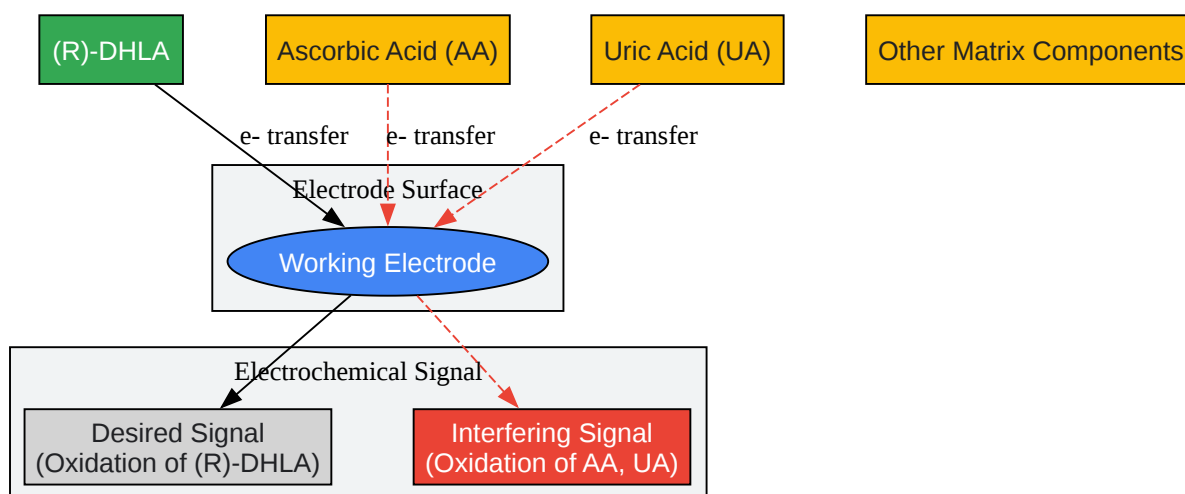 (R)-DHLA
Ascorbic Acid (AA)
Uric Acid (UA)
Other Matrix Components
e- transfer
e- transfer
e- transfer
Electrode Surface
Working Electrode
Electrochemical Signal
Desired Signal
(Oxidation of (R)-DHLA)
Interfering Signal
(Oxidation of AA, UA)